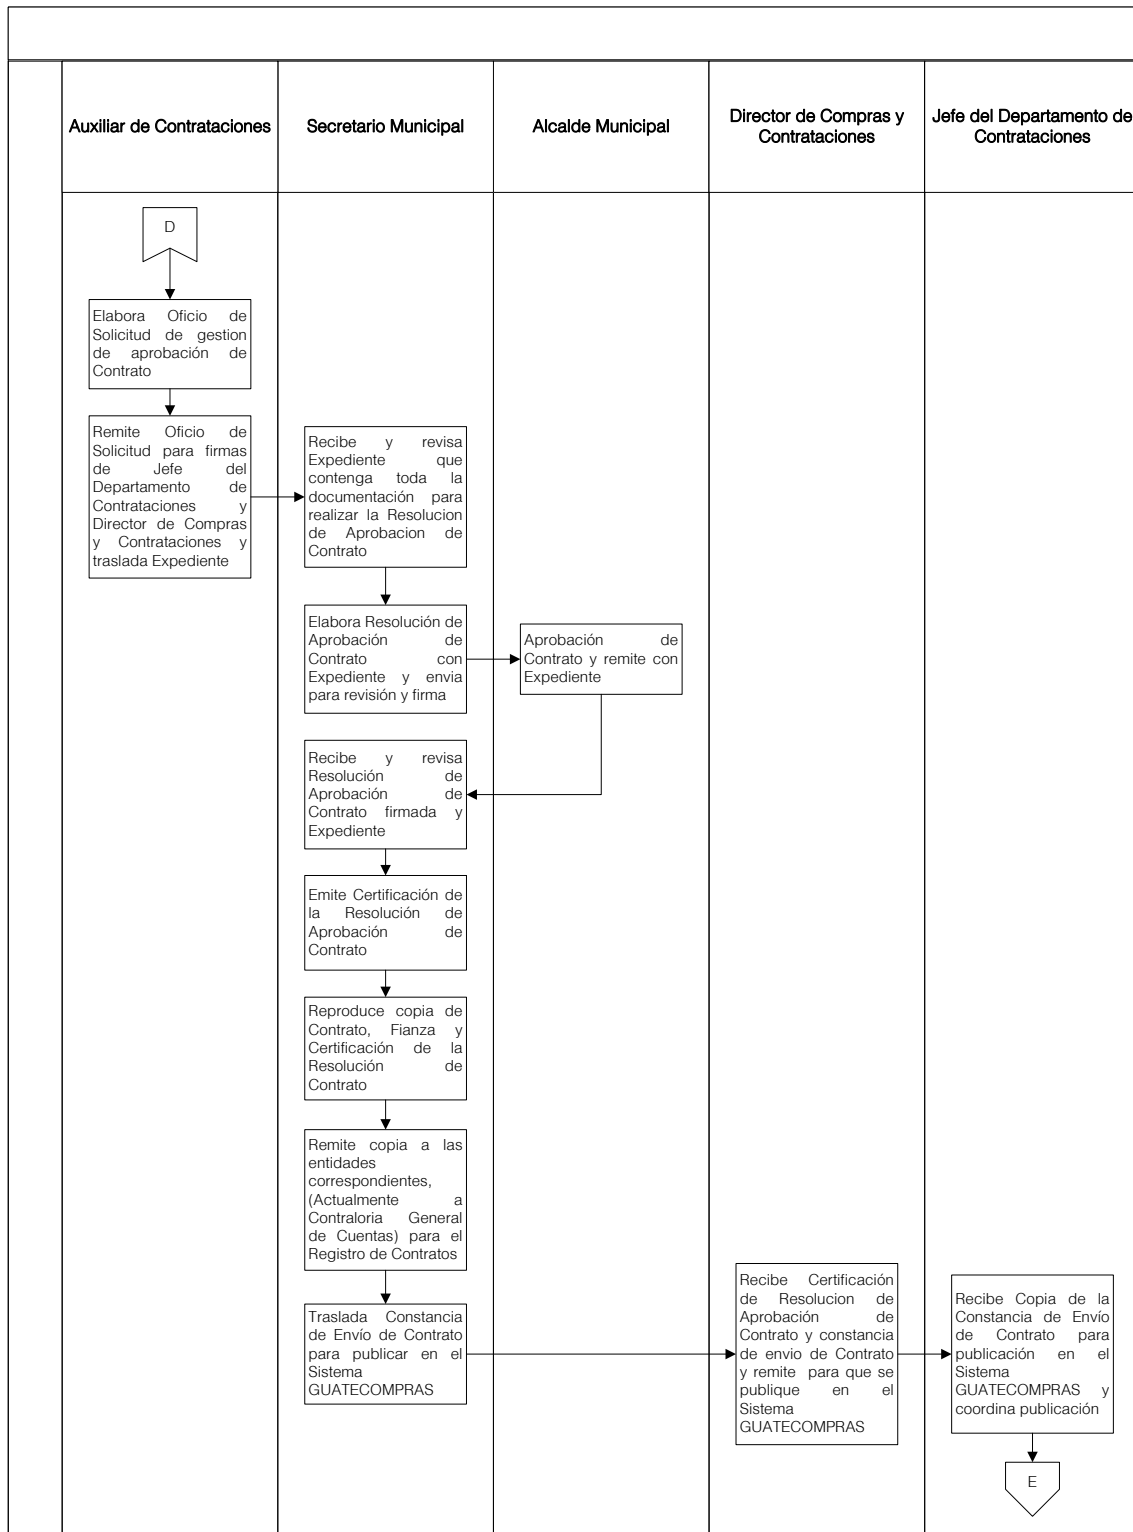 Auxiliar de Contrataciones
Secretario Municipal
Alcalde Municipal
Director de Compras y
Contrataciones
Jefe del Departamento de
Contrataciones
D
Elabora Oficio de
Solicitud de gestion
de aprobación de
Contrato
Remite Oficio de
Solicitud para firmas
de Jefe del
Departamento de
Contrataciones y
Director de Compras
y Contrataciones y
traslada Expediente
Recibe y revisa
Expediente que
contenga toda la
documentación para
realizar la Resolucion
de Aprobacion de
Contrato
Elabora Resolución de
Aprobación de
Contrato con
Expediente y envia
para revisión y firma
Aprobación de
Contrato y remite con
Expediente
Recibe y revisa
Resolución de
Aprobación de
Contrato firmada y
Expediente
Emite Certificación de
la Resolución de
Aprobación de
Contrato
Reproduce copia de
Contrato, Fianza y
Certificación de la
Resolución de
Contrato
Remite copia a las
entidades
correspondientes,
(Actualmente a
Contraloria General
de Cuentas) para el
Registro de Contratos
Traslada Constancia
de Envío de Contrato
para publicar en el
Sistema
GUATECOMPRAS
Recibe Certificación
de Resolucion de
Aprobación de
Contrato y constancia
de envio de Contrato
y remite para que se
publique en el
Sistema
GUATECOMPRAS
Recibe Copia de la
Constancia de Envío
de Contrato para
publicación en el
Sistema
GUATECOMPRAS y
coordina publicación
E